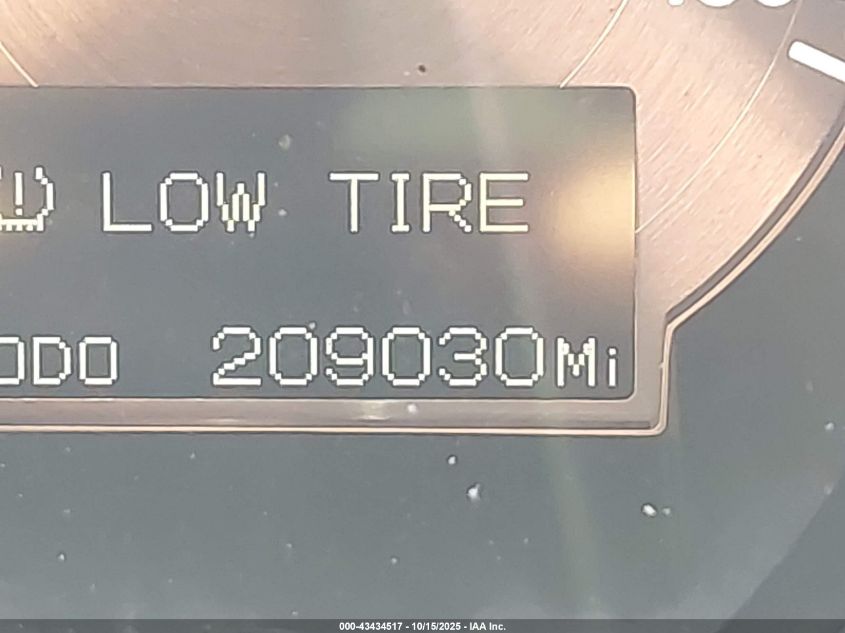 LOW TIRE
ODO 209030Mi
000-43434517 - 10/15/2025 - IAA Inc.